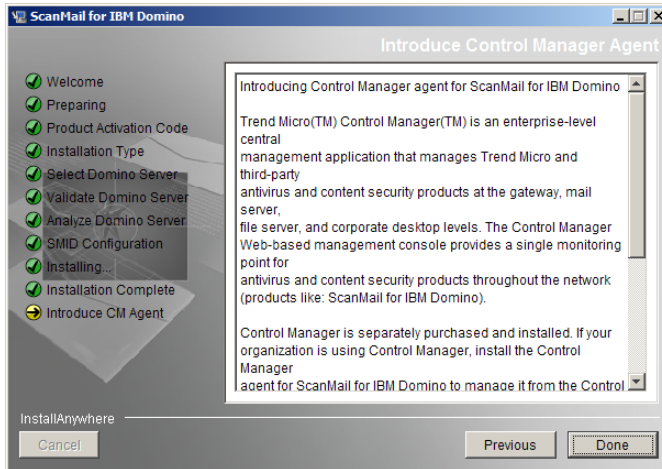 ScanMail for IBM Domino
Introduce Control Manager Agent
Welcome
Preparing
Product Activation Code
Installation Type
Select Domino Server
Validate Domino Server
Analyze Domino Server
SMID Configuration
Installing...
Installation Complete
Introduce CM Agent
Introducing Control Manager agent for ScanMail for IBM Domino
Trend Micro(TM) Control Manager(TM) is an enterprise-level
central
management application that manages Trend Micro and
third-party
antivirus and content security products at the gateway, mail
server,
file server, and corporate desktop levels. The Control Manager
Web-based management console provides a single monitoring
point for
antivirus and content security products throughout the network
(products like: ScanMail for IBM Domino).
Control Manager is separately purchased and installed. If your
organization is using Control Manager, install the Control
Manager
agent for ScanMail for IBM Domino to manage it from the Control
InstallAnywhere
Cancel
Previous
Done